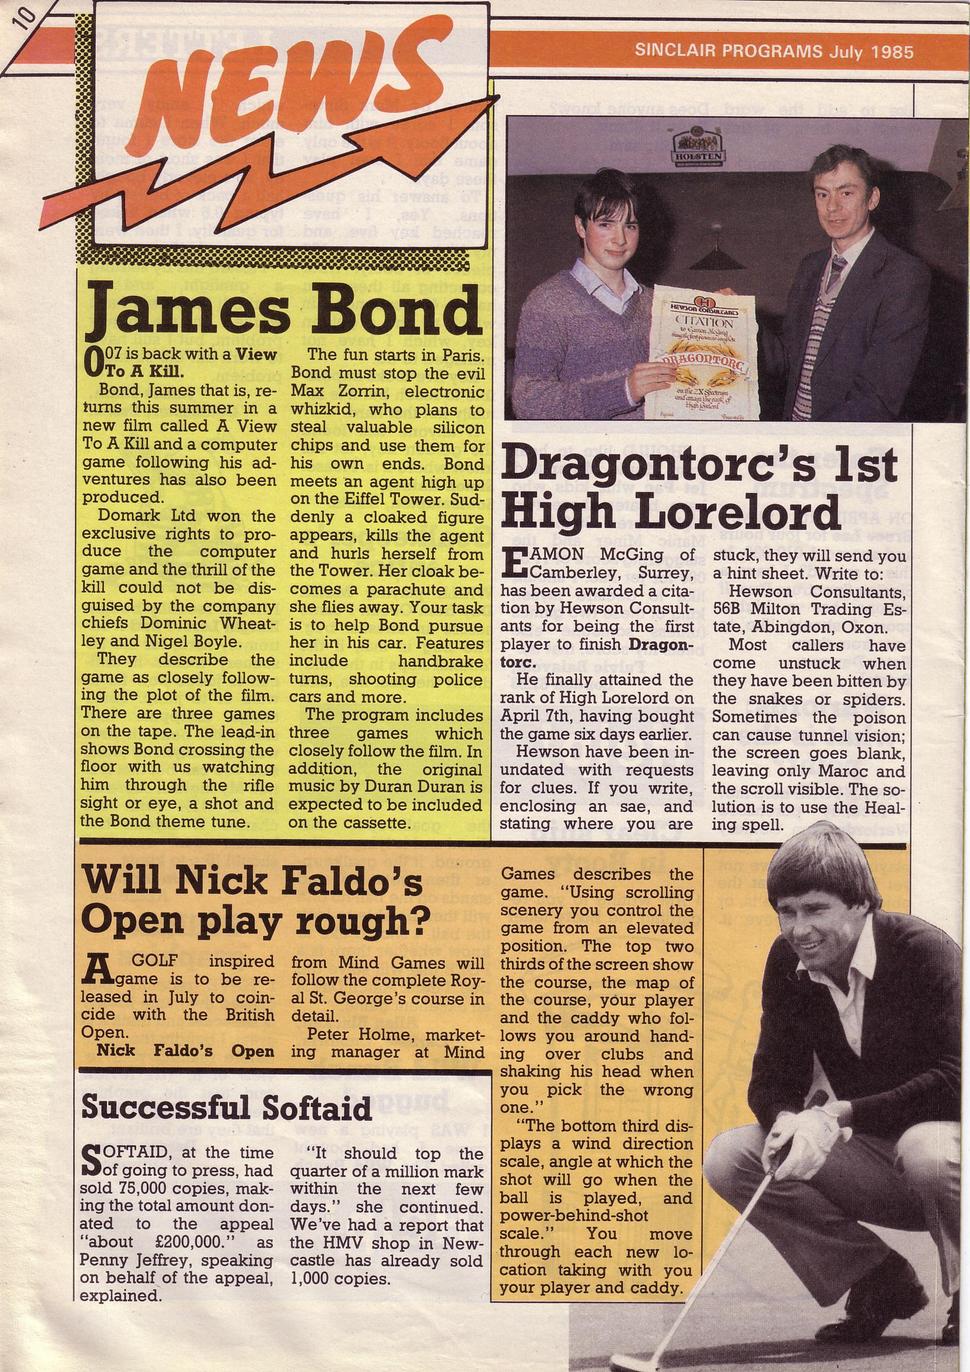 10
NEWS
SINCLAIR PROGRAMS July 1985
James Bond
007 is back with a View
To A Kill.
Bond, James that is, re-
turns this summer in a
new film called A View
To A Kill and a computer
game following his ad-
ventures has also been
produced.
Domark Ltd won the
exclusive rights to pro-
duce the computer
game and the thrill of the
kill could not be dis-
guised by the company
chiefs Dominic Wheat-
ley and Nigel Boyle.
They describe the
game as closely follow-
ing the plot of the film.
There are three games
on the tape. The lead-in
shows Bond crossing the
floor with us watching
him through the rifle
sight or eye, a shot and
the Bond theme tune.
The fun starts in Paris.
Bond must stop the evil
Max Zorrin, electronic
whizkid, who plans to
steal valuable silicon
chips and use them for
his own ends. Bond
meets an agent high up
on the Eiffel Tower. Sud-
denly a cloaked figure
appears, kills the agent
and hurls herself from
the Tower. Her cloak be-
comes a parachute and
she flies away. Your task
is to help Bond pursue
her in his car. Features
include handbrake
turns, shooting police
cars and more.
The program includes
three games which
closely follow the film. In
addition, the original
music by Duran Duran is
expected to be included
on the cassette.
HOLSTEN
HEWSON CONSULTANTS
CITATION
to Eamon McGing
DRAGONTORC
on the ZX Spectrum
and attain the rank of
High Lorelord
Dragontorc's 1st
High Lorelord
EAMON McGing of
Camberley, Surrey,
has been awarded a cita-
tion by Hewson Consult-
ants for being the first
player to finish Dragon-
torc.
He finally attained the
rank of High Lorelord on
April 7th, having bought
the game six days earlier.
Hewson have been in-
undated with requests
for clues. If you write,
enclosing an sae, and
stating where you are
stuck, they will send you
a hint sheet. Write to:
Hewson Consultants,
56B Milton Trading Es-
tate, Abingdon, Oxon.
Most callers have
come unstuck when
they have been bitten by
the snakes or spiders.
Sometimes the poison
can cause tunnel vision;
the screen goes blank,
leaving only Maroc and
the scroll visible. The so-
lution is to use the Heal-
ing spell.
Will Nick Faldo's
Open play rough?
A GOLF inspired
game is to be re-
leased in July to coin-
cide with the British
Open.
Nick Faldo's Open
from Mind Games will
follow the complete Roy-
al St. George's course in
detail.
Peter Holme, market-
ing manager at Mind
Games describes the
game. "Using scrolling
scenery you control the
game from an elevated
position. The top two
thirds of the screen show
the course, the map of
the course, your player
and the caddy who fol-
lows you around hand-
ing over clubs and
shaking his head when
you pick the wrong
one."
"The bottom third dis-
plays a wind direction
scale, angle at which the
shot will go when the
ball is played, and
power-behind-shot
scale." You move
through each new lo-
cation taking with you
your player and caddy.
Successful Softaid
SOFTAID, at the time
of going to press, had
sold 75,000 copies, mak-
ing the total amount don-
ated to the appeal
"about £200,000." as
Penny Jeffrey, speaking
on behalf of the appeal,
explained.
"It should top the
quarter of a million mark
within the next few
days." she continued.
We've had a report that
the HMV shop in New-
castle has already sold
1,000 copies.